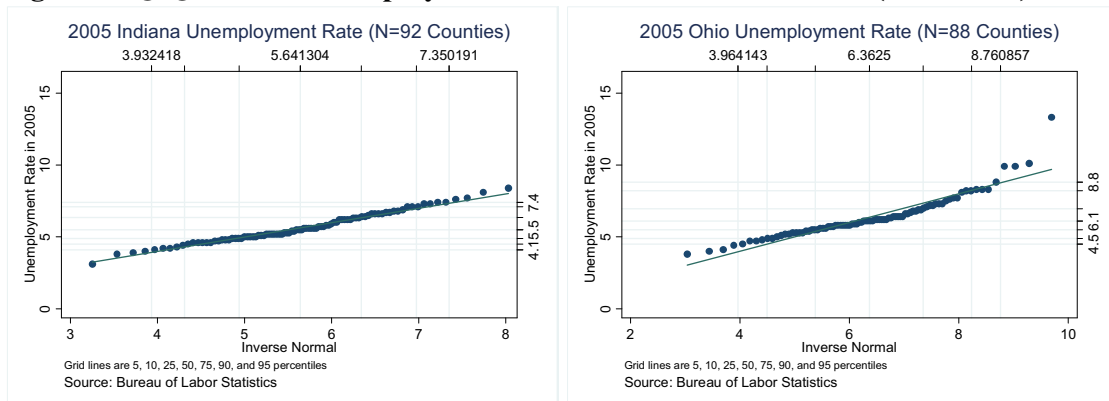 2005 Indiana Unemployment Rate (N=92 Counties)
3.932418 5.641304 7.350191
Unemployment Rate in 2005
15
10
5
0
7.4
5.5
4.1
3 4 5 6 7 8
Inverse Normal
Grid lines are 5, 10, 25, 50, 75, 90, and 95 percentiles
Source: Bureau of Labor Statistics
2005 Ohio Unemployment Rate (N=88 Counties)
3.964143 6.3625 8.760857
Unemployment Rate in 2005
15
10
5
0
8.8
6.1
4.5
2 4 6 8 10
Inverse Normal
Grid lines are 5, 10, 25, 50, 75, 90, and 95 percentiles
Source: Bureau of Labor Statistics